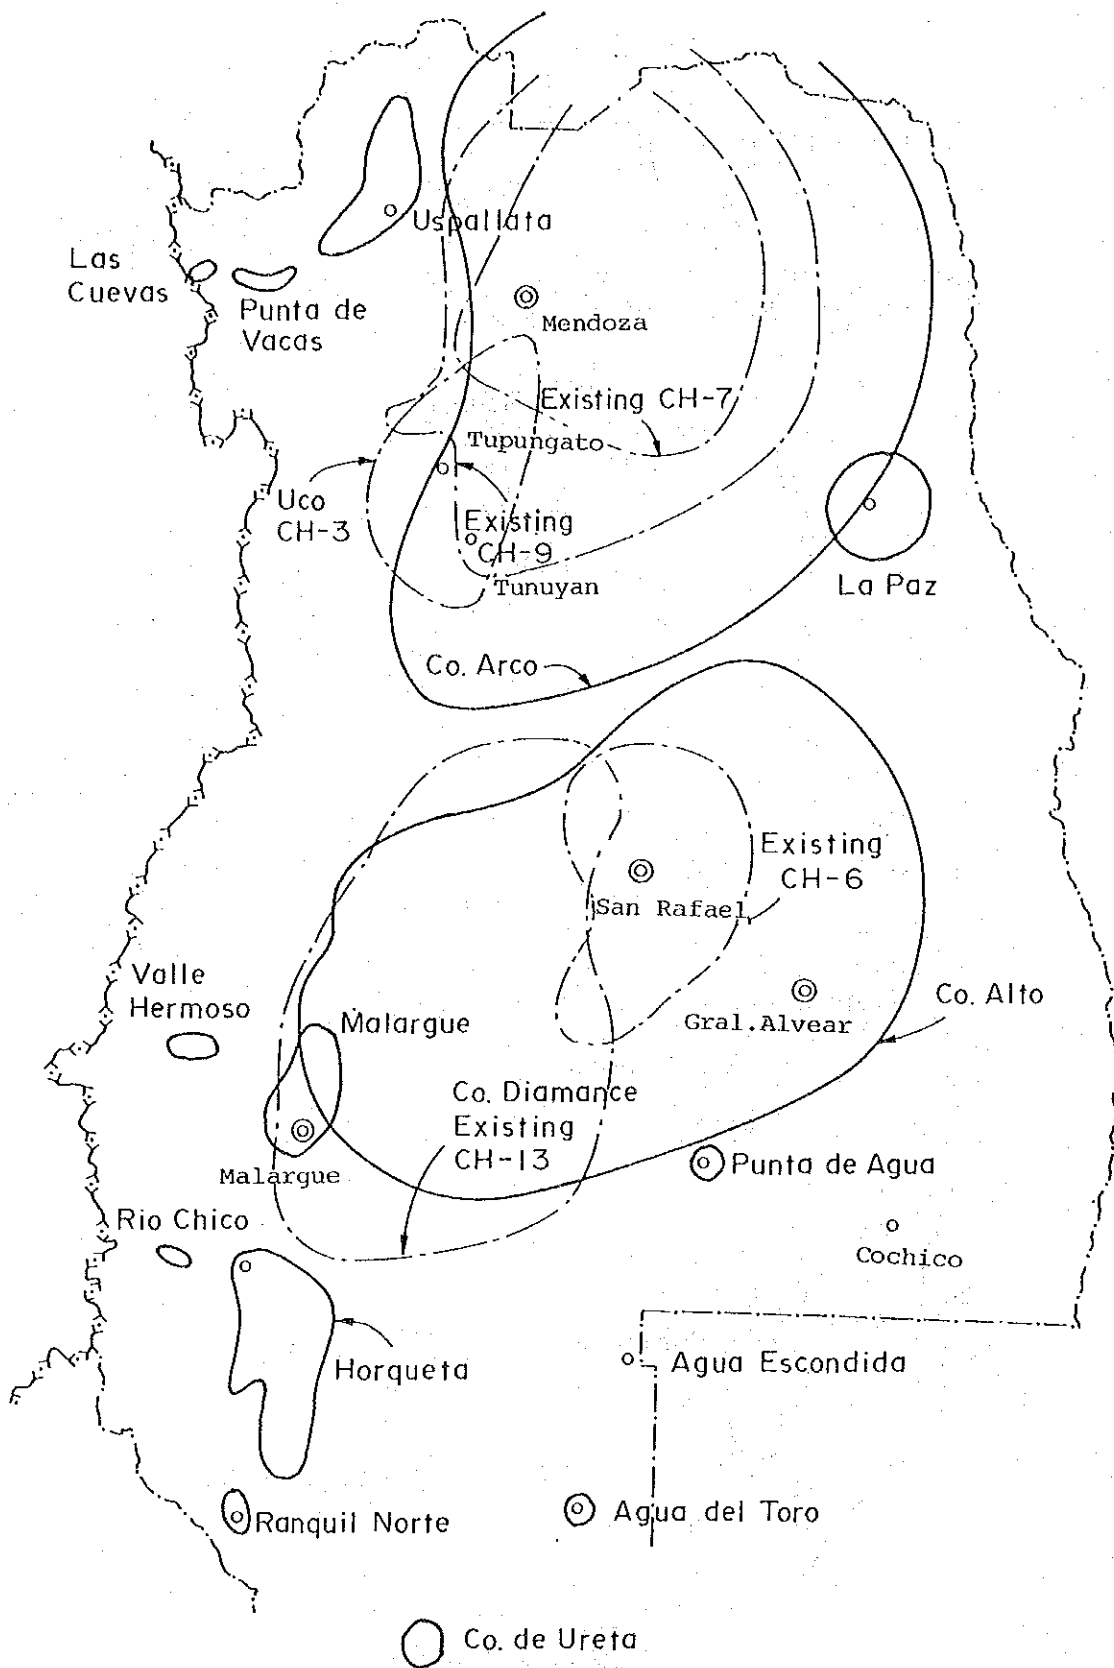 Uspallata
Las
Cuevas
Punta de
Vacas
Mendoza
Existing CH-7
Tupungato
Uco
CH-3
Existing
CH-9
Tunuyan
La Paz
Co. Arco
Existing
CH-6
San Rafael
Valle
Hermoso
Malargue
Gral.Alvear
Co. Alto
Co. Diamance
Existing
CH-13
Malargue
Punta de Agua
Rio Chico
Cochico
Horqueta
Agua Escondida
Ranquil Norte
Agua del Toro
Co. de Ureta